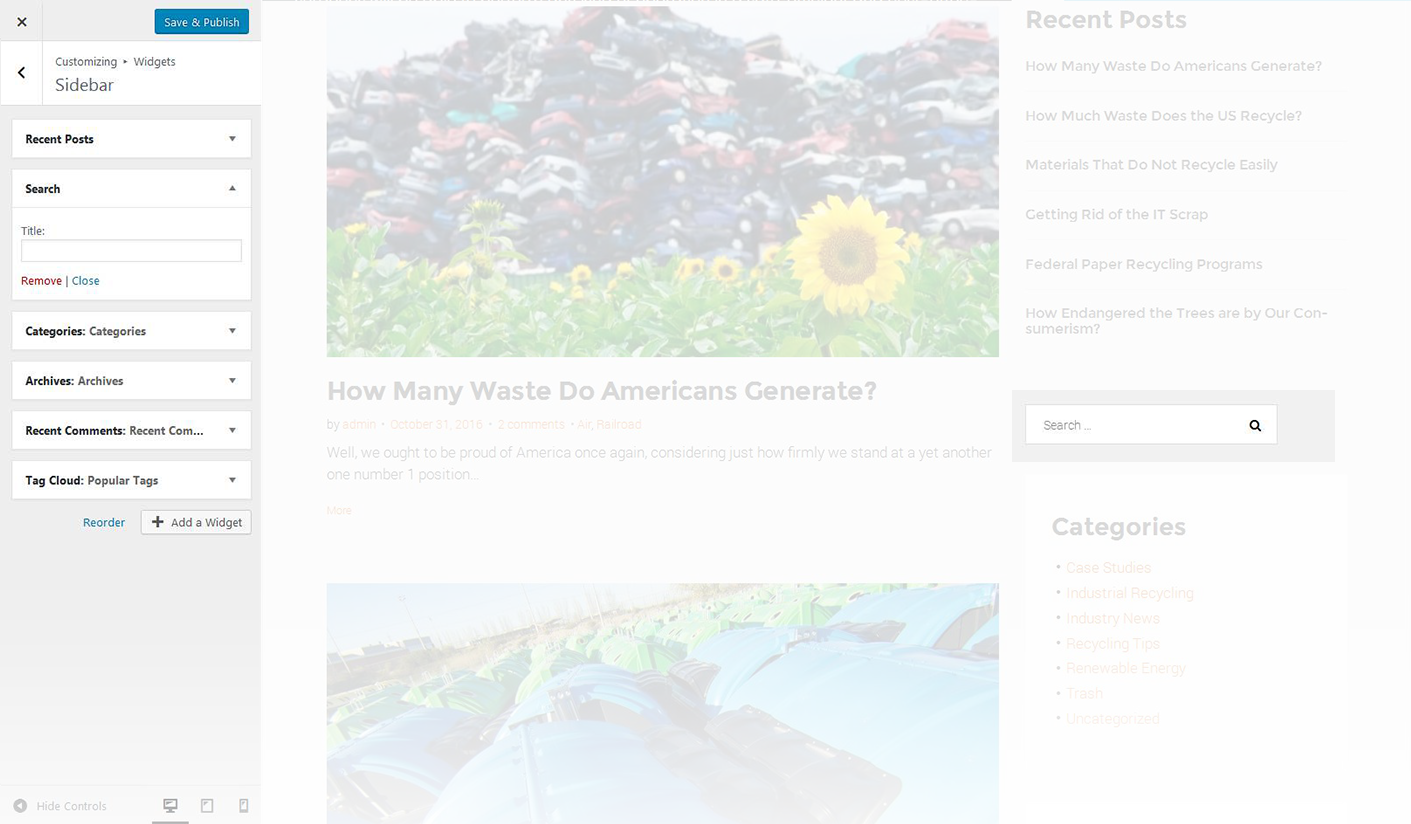 Save & Publish
Customizing ▸ Widgets
Sidebar
Recent Posts
Search
Title:
Remove | Close
Categories: Categories
Archives: Archives
Recent Comments: Recent Com...
Tag Cloud: Popular Tags
Reorder
Add a Widget
Hide Controls
How Many Waste Do Americans Generate?
by admin • October 31, 2016 • 2 comments • Air, Railroad
Well, we ought to be proud of America once again, considering just how firmly we stand at a yet another
one number 1 position...
More
Recent Posts
How Many Waste Do Americans Generate?
How Much Waste Does the US Recycle?
Materials That Do Not Recycle Easily
Getting Rid of the IT Scrap
Federal Paper Recycling Programs
How Endangered the Trees are by Our Con-
sumerism?
Search ...
Categories
• Case Studies
• Industrial Recycling
• Industry News
• Recycling Tips
• Renewable Energy
• Trash
• Uncategorized